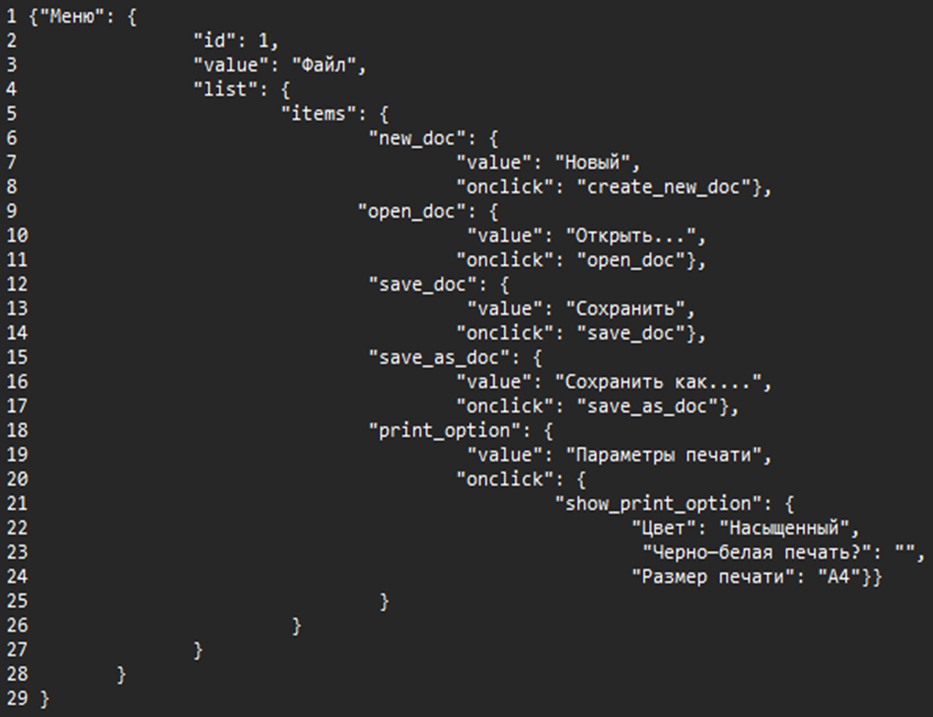 1 {"Меню": {
2 "id": 1,
3 "value": "Файл",
4 "list": {
5 "items": {
6 "new_doc": {
7 "value": "Новый",
8 "onclick": "create_new_doc"},
9 "open_doc": {
10 "value": "Открыть...",
11 "onclick": "open_doc"},
12 "save_doc": {
13 "value": "Сохранить",
14 "onclick": "save_doc"},
15 "save_as_doc": {
16 "value": "Сохранить как....",
17 "onclick": "save_as_doc"},
18 "print_option": {
19 "value": "Параметры печати",
20 "onclick": {
21 "show_print_option": {
22 "Цвет": "Насыщенный",
23 "Черно—белая печать?": "",
24 "Размер печати": "A4"}}
25 }
26 }
27 }
28 }
29 }